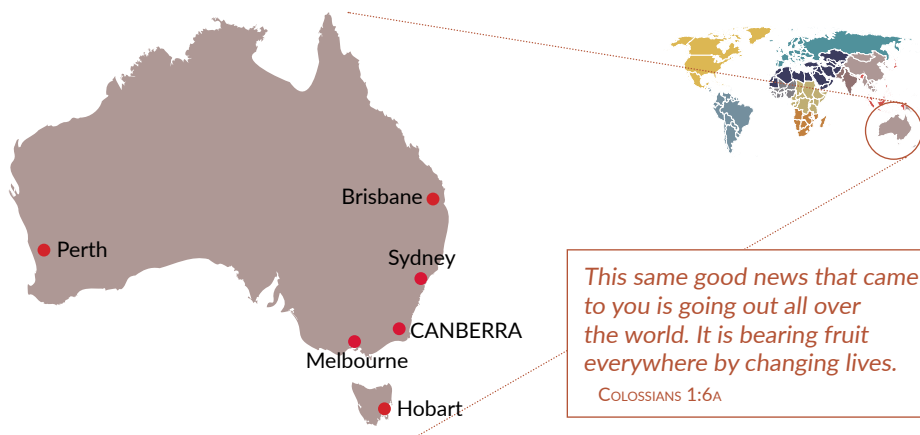 Brisbane
Perth
Sydney
CANBERRA
Melbourne
Hobart
This same good news that came
to you is going out all over
the world. It is bearing fruit
everywhere by changing lives.
Colossians 1:6a